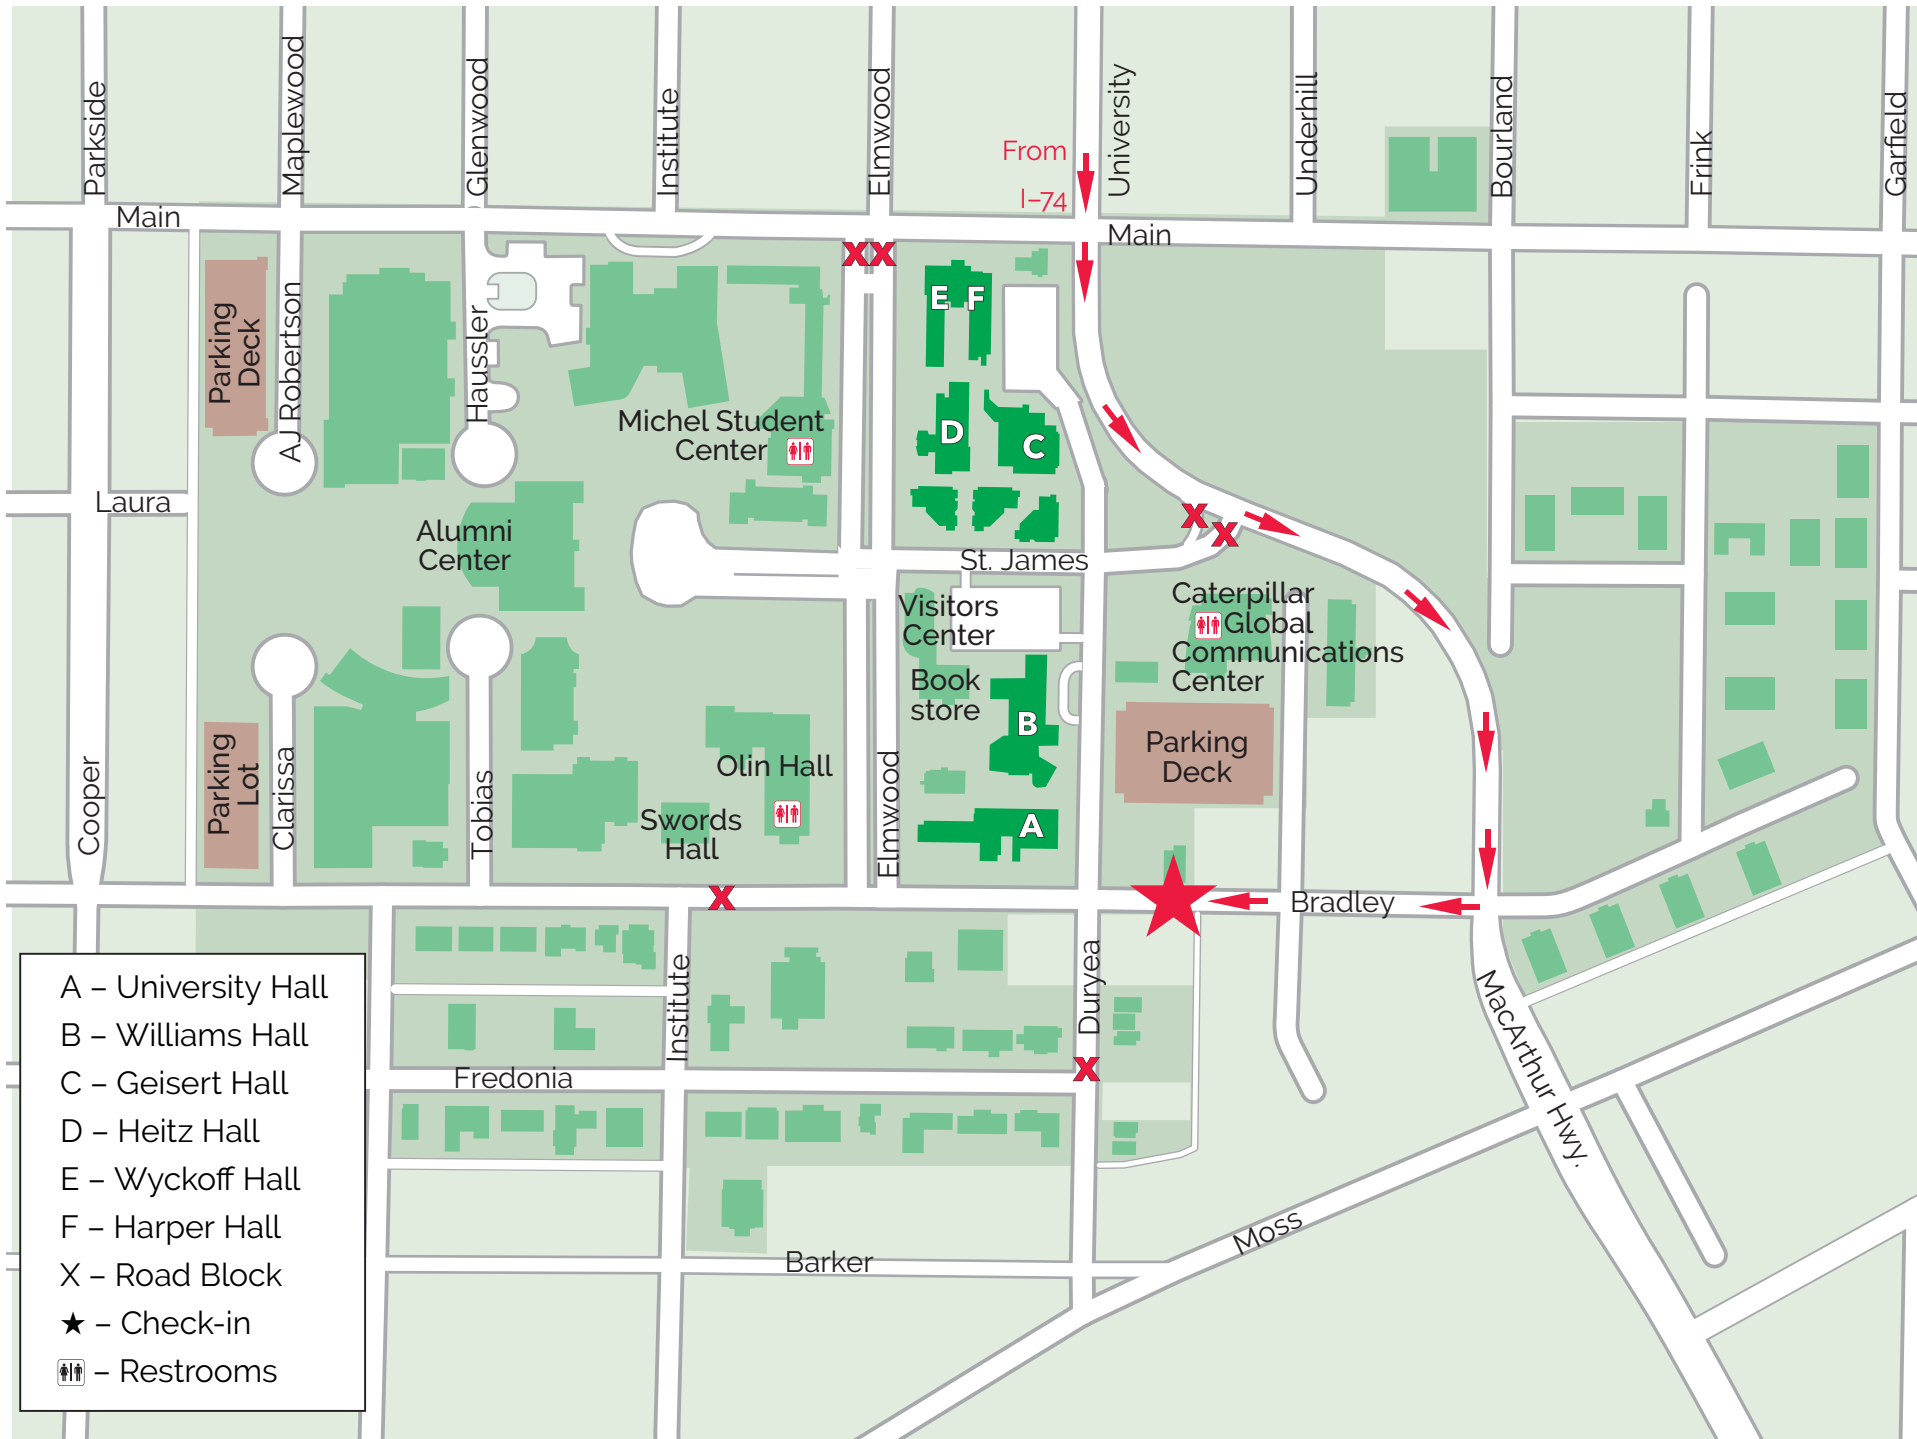 Parkside
Maplewood
Glenwood
Institute
Elmwood
University
Underhill
Bourland
Frink
Garfield
From
I-74
Main
Main
X X
Parking
Deck
AJ Robertson
Haussler
E F
Michel Student
Center
D
C
Laura
Alumni
Center
X
X
St. James
Visitors
Center
Caterpillar
Global
Communications
Center
Book
store
B
Parking
Deck
Parking
Lot
Cooper
Clarissa
Tobias
Olin Hall
Swords
Hall
Elmwood
A
X
Bradley
Institute
Duryea
MacArthur Hwy.
X
Fredonia
Moss
Barker
A – University Hall
B – Williams Hall
C – Geisert Hall
D – Heitz Hall
E – Wyckoff Hall
F – Harper Hall
X – Road Block
★ – Check-in
– Restrooms